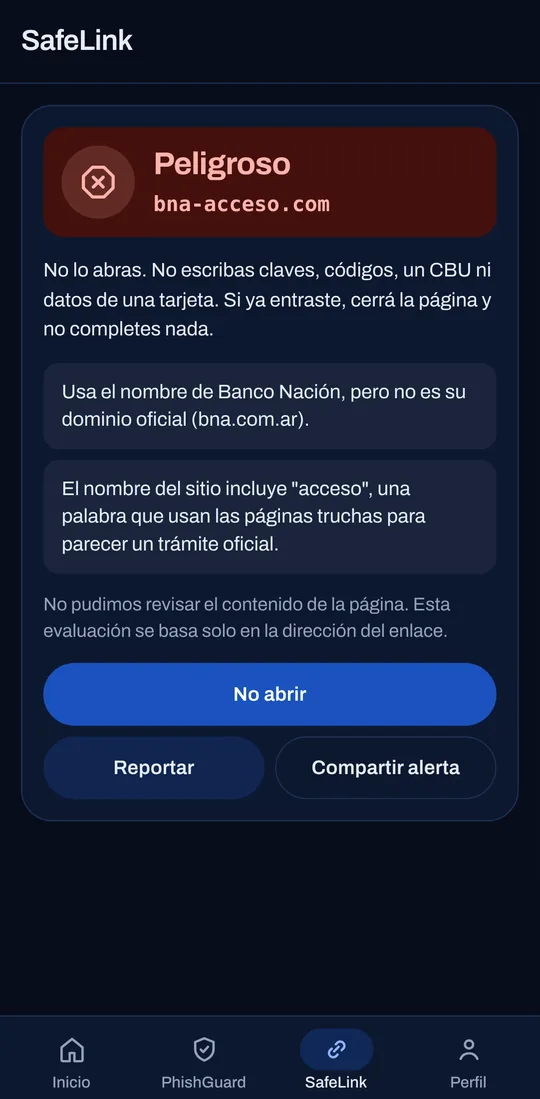 SafeLink
Peligroso
bna-acceso.com
No lo abras. No escribas claves, códigos, un CBU ni
datos de una tarjeta. Si ya entraste, cerrá la página y
no completes nada.
Usa el nombre de Banco Nación, pero no es su
dominio oficial (bna.com.ar).
El nombre del sitio incluye "acceso", una
palabra que usan las páginas truchas para
parecer un trámite oficial.
No pudimos revisar el contenido de la página. Esta
evaluación se basa solo en la dirección del enlace.
No abrir
Reportar
Compartir alerta
Inicio
PhishGuard
SafeLink
Perfil